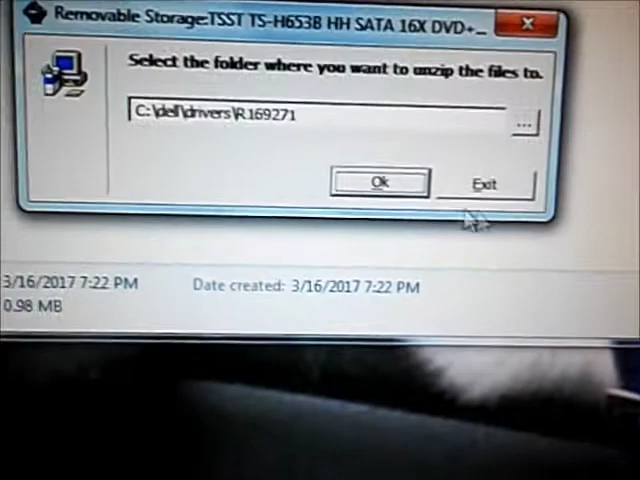 Removable Storage:TSST TS-H653B HH SATA 16X DVD+...
Select the folder where you want to unzip the files to.
C:\dell\drivers\R169271
...
Ok
Exit
3/16/2017 7:22 PM
Date created: 3/16/2017 7:22 PM
0.98 MB